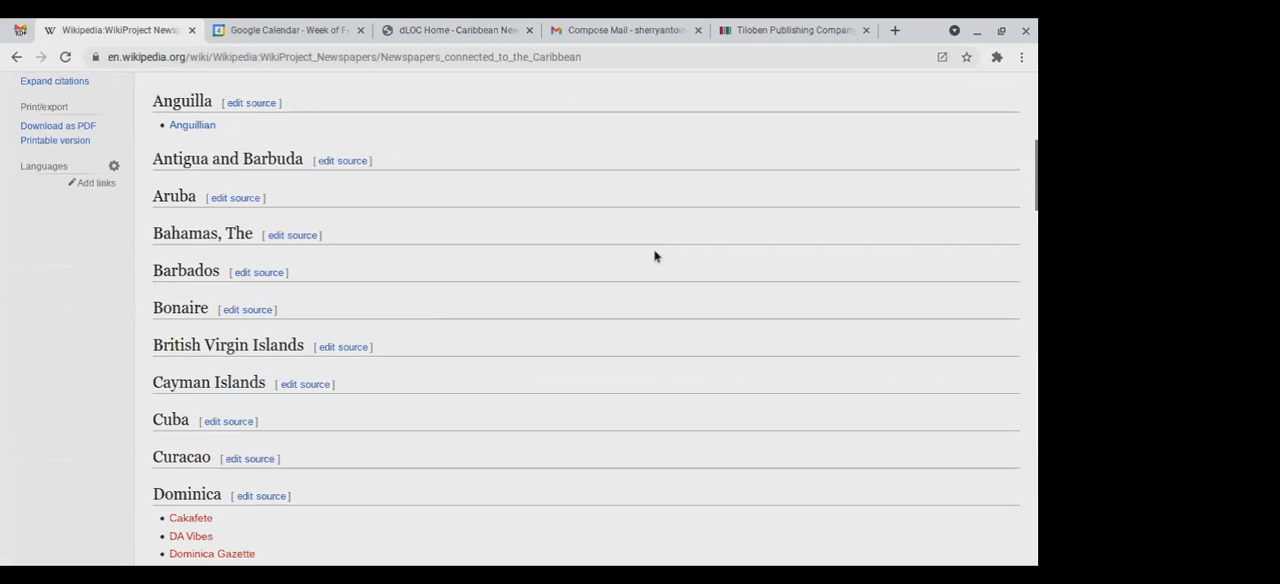 Wikipedia:WikiProject News
Google Calendar - Week of F
dLOC Home - Caribbean New
Compose Mail - sherryantoin
Tiloben Publishing Company
en.wikipedia.org/wiki/Wikipedia:WikiProject_Newspapers/Newspapers_connected_to_the_Caribbean
Expand citations
Print/export
Download as PDF
Printable version
Languages
Add links
Anguilla [ edit source ]
Anguillian
Antigua and Barbuda [ edit source ]
Aruba [ edit source ]
Bahamas, The [ edit source ]
Barbados [ edit source ]
Bonaire [ edit source ]
British Virgin Islands [ edit source ]
Cayman Islands [ edit source ]
Cuba [ edit source ]
Curacao [ edit source ]
Dominica [ edit source ]
Cakafete
DA Vibes
Dominica Gazette